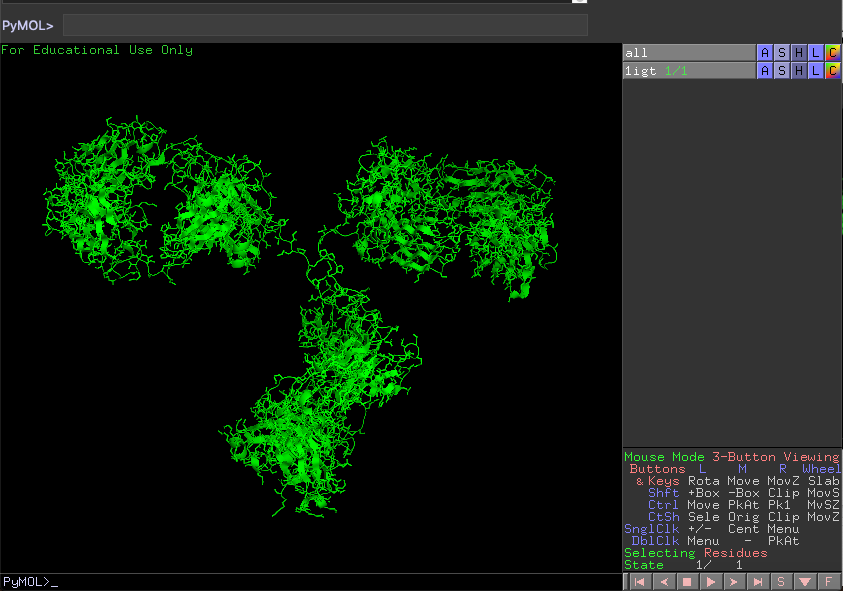 PyMOL>
For Educational Use Only
all A S H L C
1igt 1/1 A S H L C
Mouse Mode 3-Button Viewing
Buttons L M R Wheel
& Keys Rota Move MovZ Slab
Shft +Box -Box Clip MovS
Ctrl Move PkAt Pk1 MvSZ
CtSh Sele Orig Clip MovZ
SnglClk +/- Cent Menu
DblClk Menu - PkAt
Selecting Residues
State 1/ 1
PyMOL>_
S F